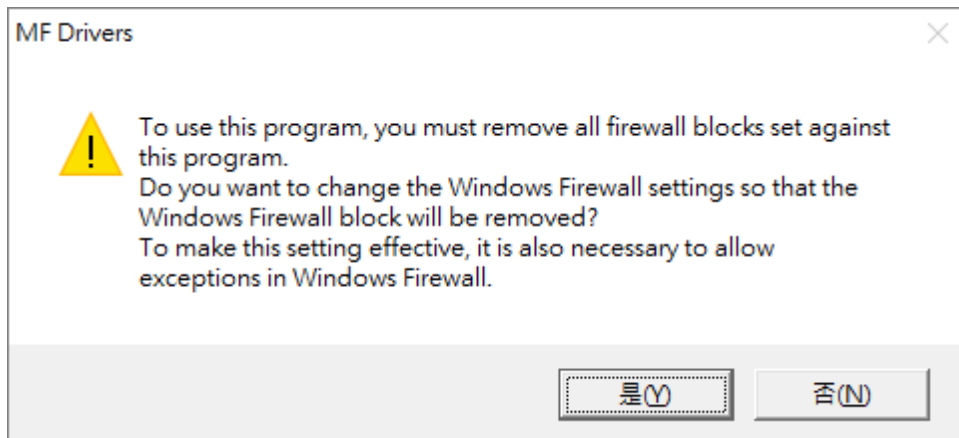 MF Drivers
To use this program, you must remove all firewall blocks set against
this program.
Do you want to change the Windows Firewall settings so that the
Windows Firewall block will be removed?
To make this setting effective, it is also necessary to allow
exceptions in Windows Firewall.
是(Y) 否(N)